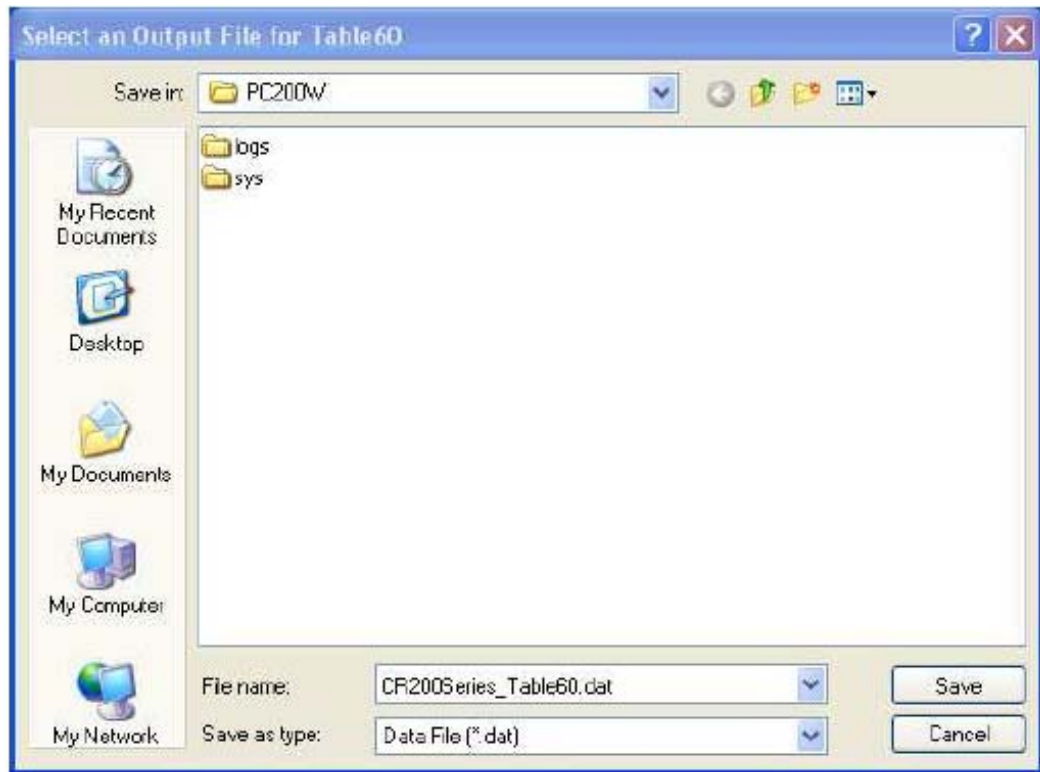 Select an Output File for Table60
Save in:
PC200W
logs
sys
My Recent
Documents
Desktop
My Documents
My Computer
My Network
File name:
CR200Series_Table60.dat
Save
Save as type:
Data File (*.dat)
Cancel